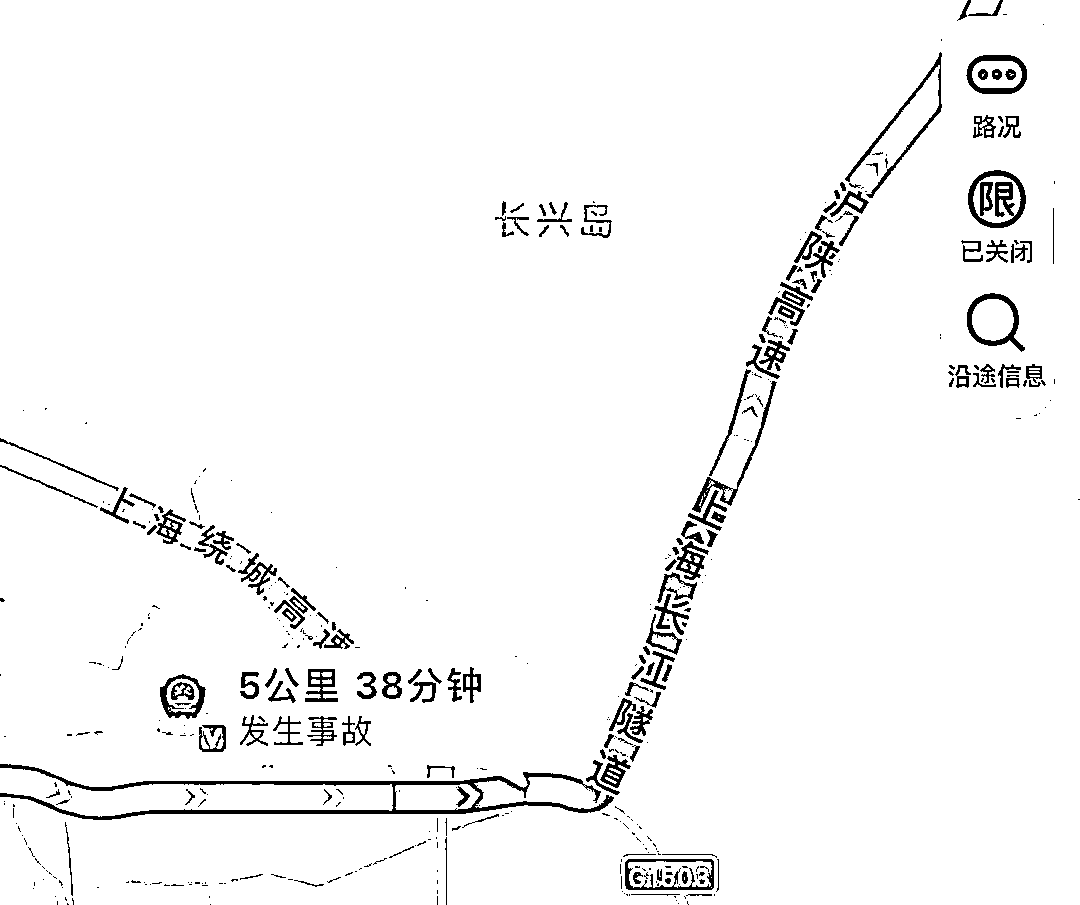 路况
限
已关闭
沿途信息
长兴岛
沪陕高速
上海长江隧道
上海绕城高速
5公里 38分钟
发生事故
G1503